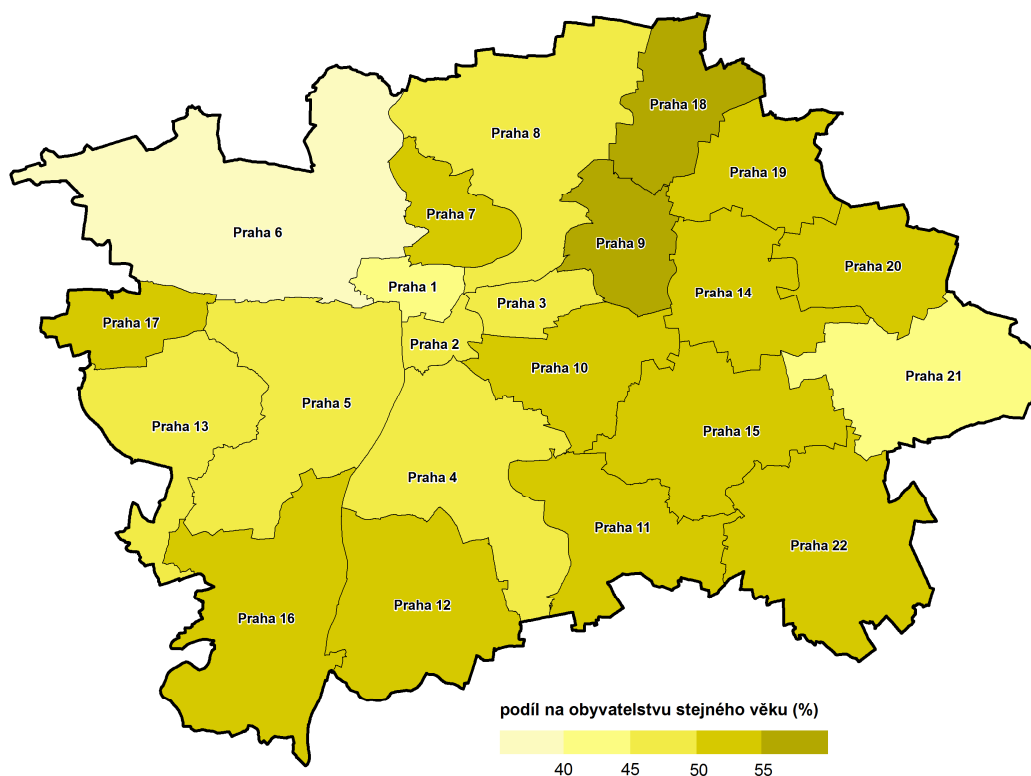 Praha 18
Praha 8
Praha 19
Praha 7
Praha 6
Praha 9
Praha 20
Praha 1
Praha 14
Praha 3
Praha 17
Praha 2
Praha 10
Praha 21
Praha 5
Praha 13
Praha 15
Praha 4
Praha 11
Praha 22
Praha 12
Praha 16
podíl na obyvatelstvu stejného věku (%)
40 45 50 55